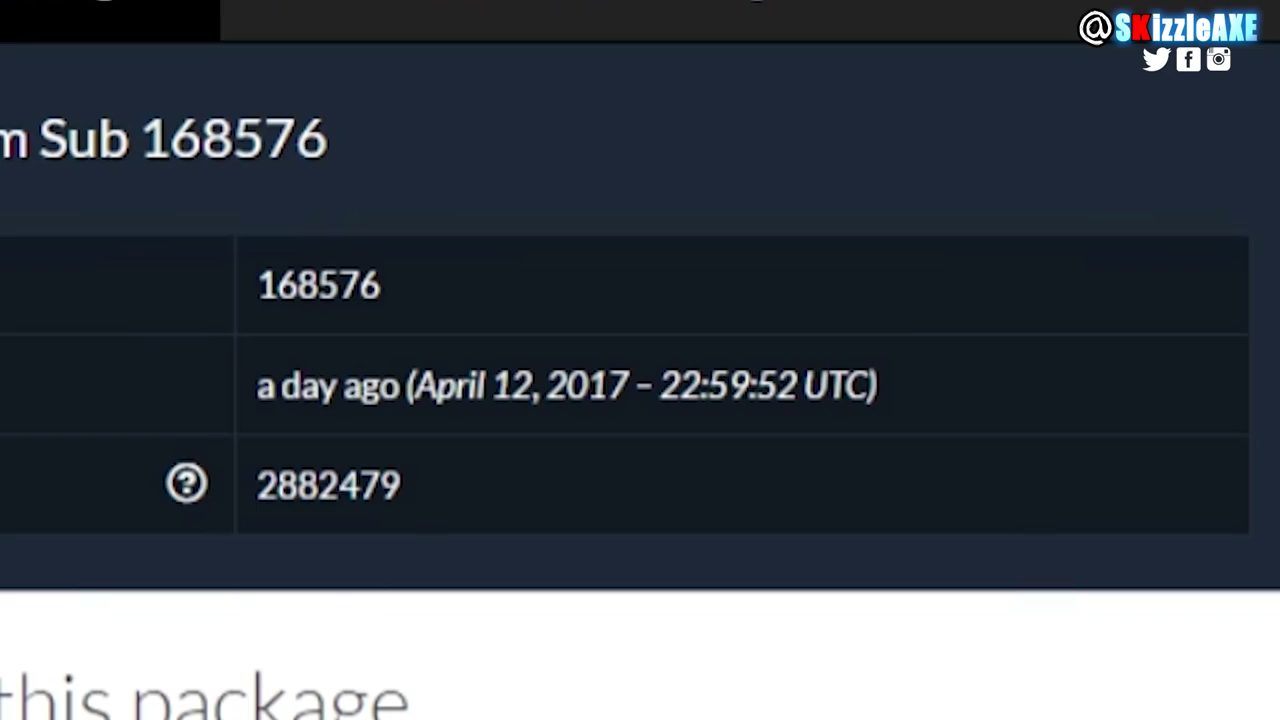 @SKizzleAXE
m Sub 168576
168576
a day ago (April 12, 2017 – 22:59:52 UTC)
2882479
this package